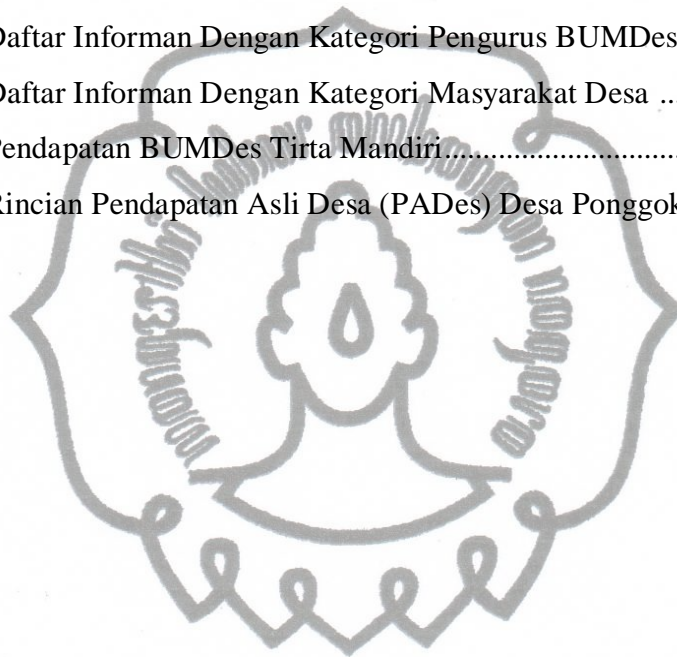 Daftar Informan Dengan Kategori Pengurus BUMDes
Daftar Informan Dengan Kategori Masyarakat Desa ...
Pendapatan BUMDes Tirta Mandiri...............................
Rincian Pendapatan Asli Desa (PADes) Desa Ponggok